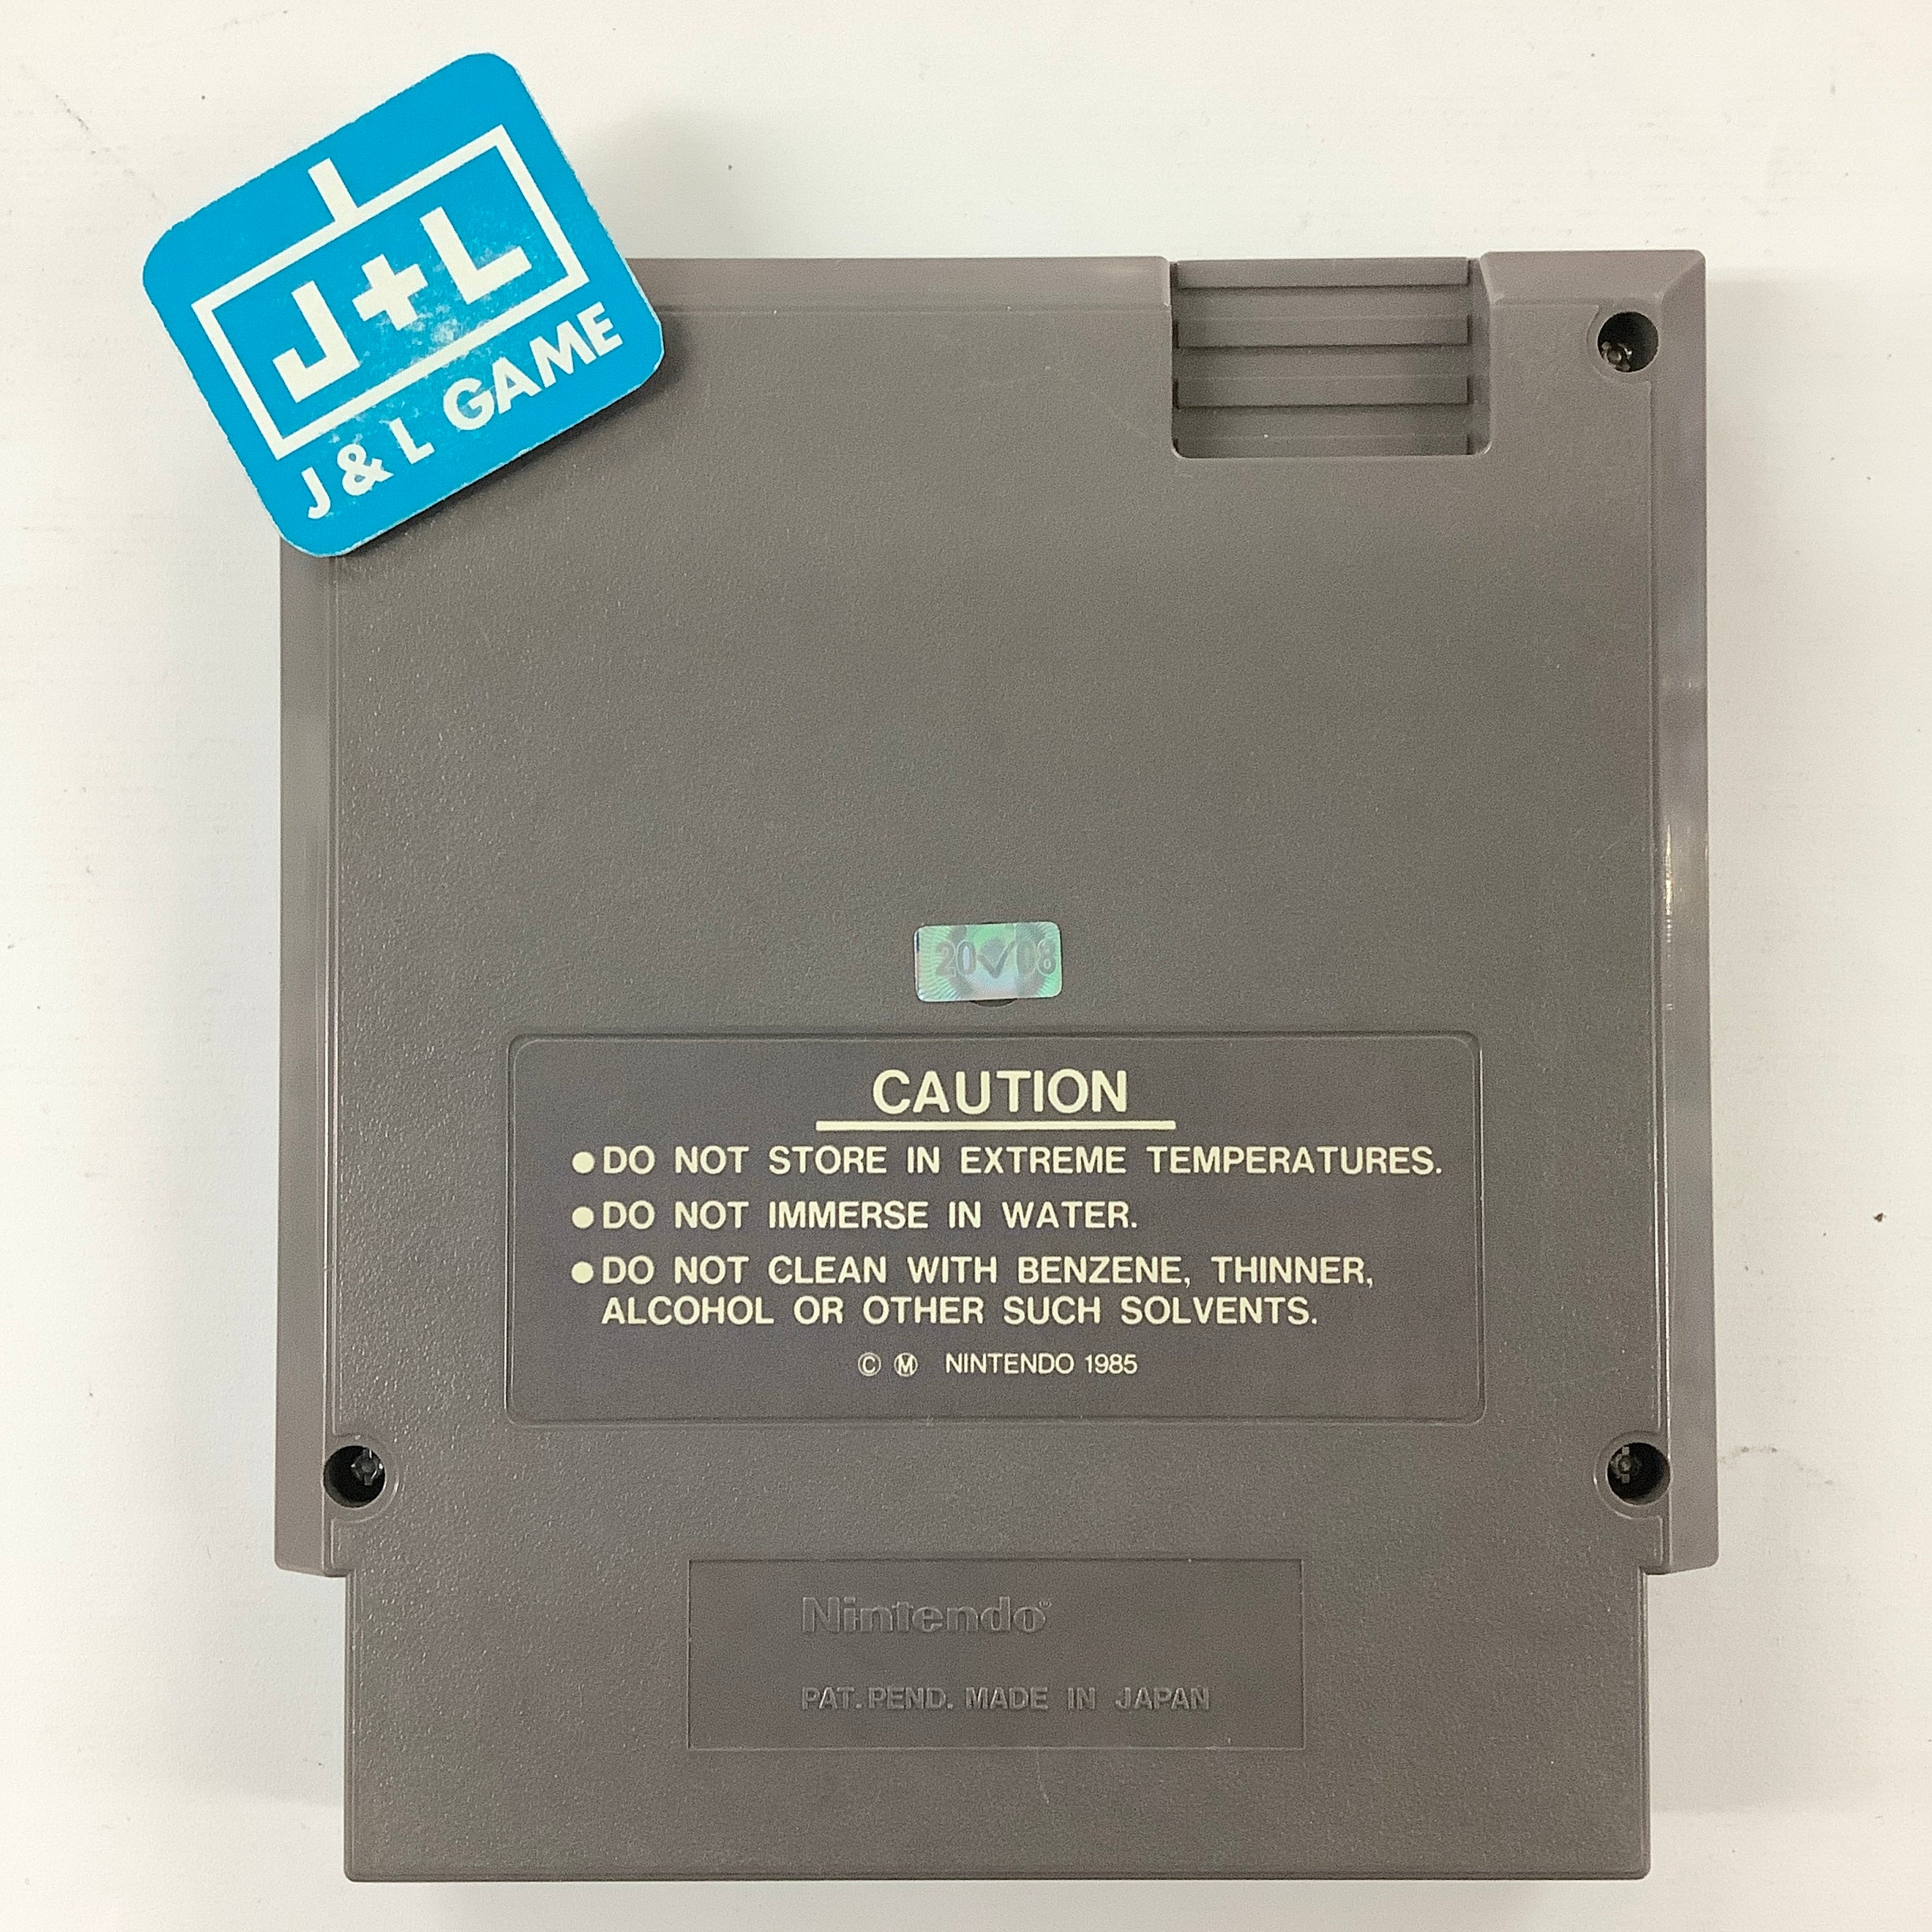 J+L
J & L GAME
20 08
CAUTION
●DO NOT STORE IN EXTREME TEMPERATURES.
●DO NOT IMMERSE IN WATER.
●DO NOT CLEAN WITH BENZENE, THINNER,
ALCOHOL OR OTHER SUCH SOLVENTS.
© Ⓜ NINTENDO 1985
Nintendo®
PAT. PEND. MADE IN JAPAN